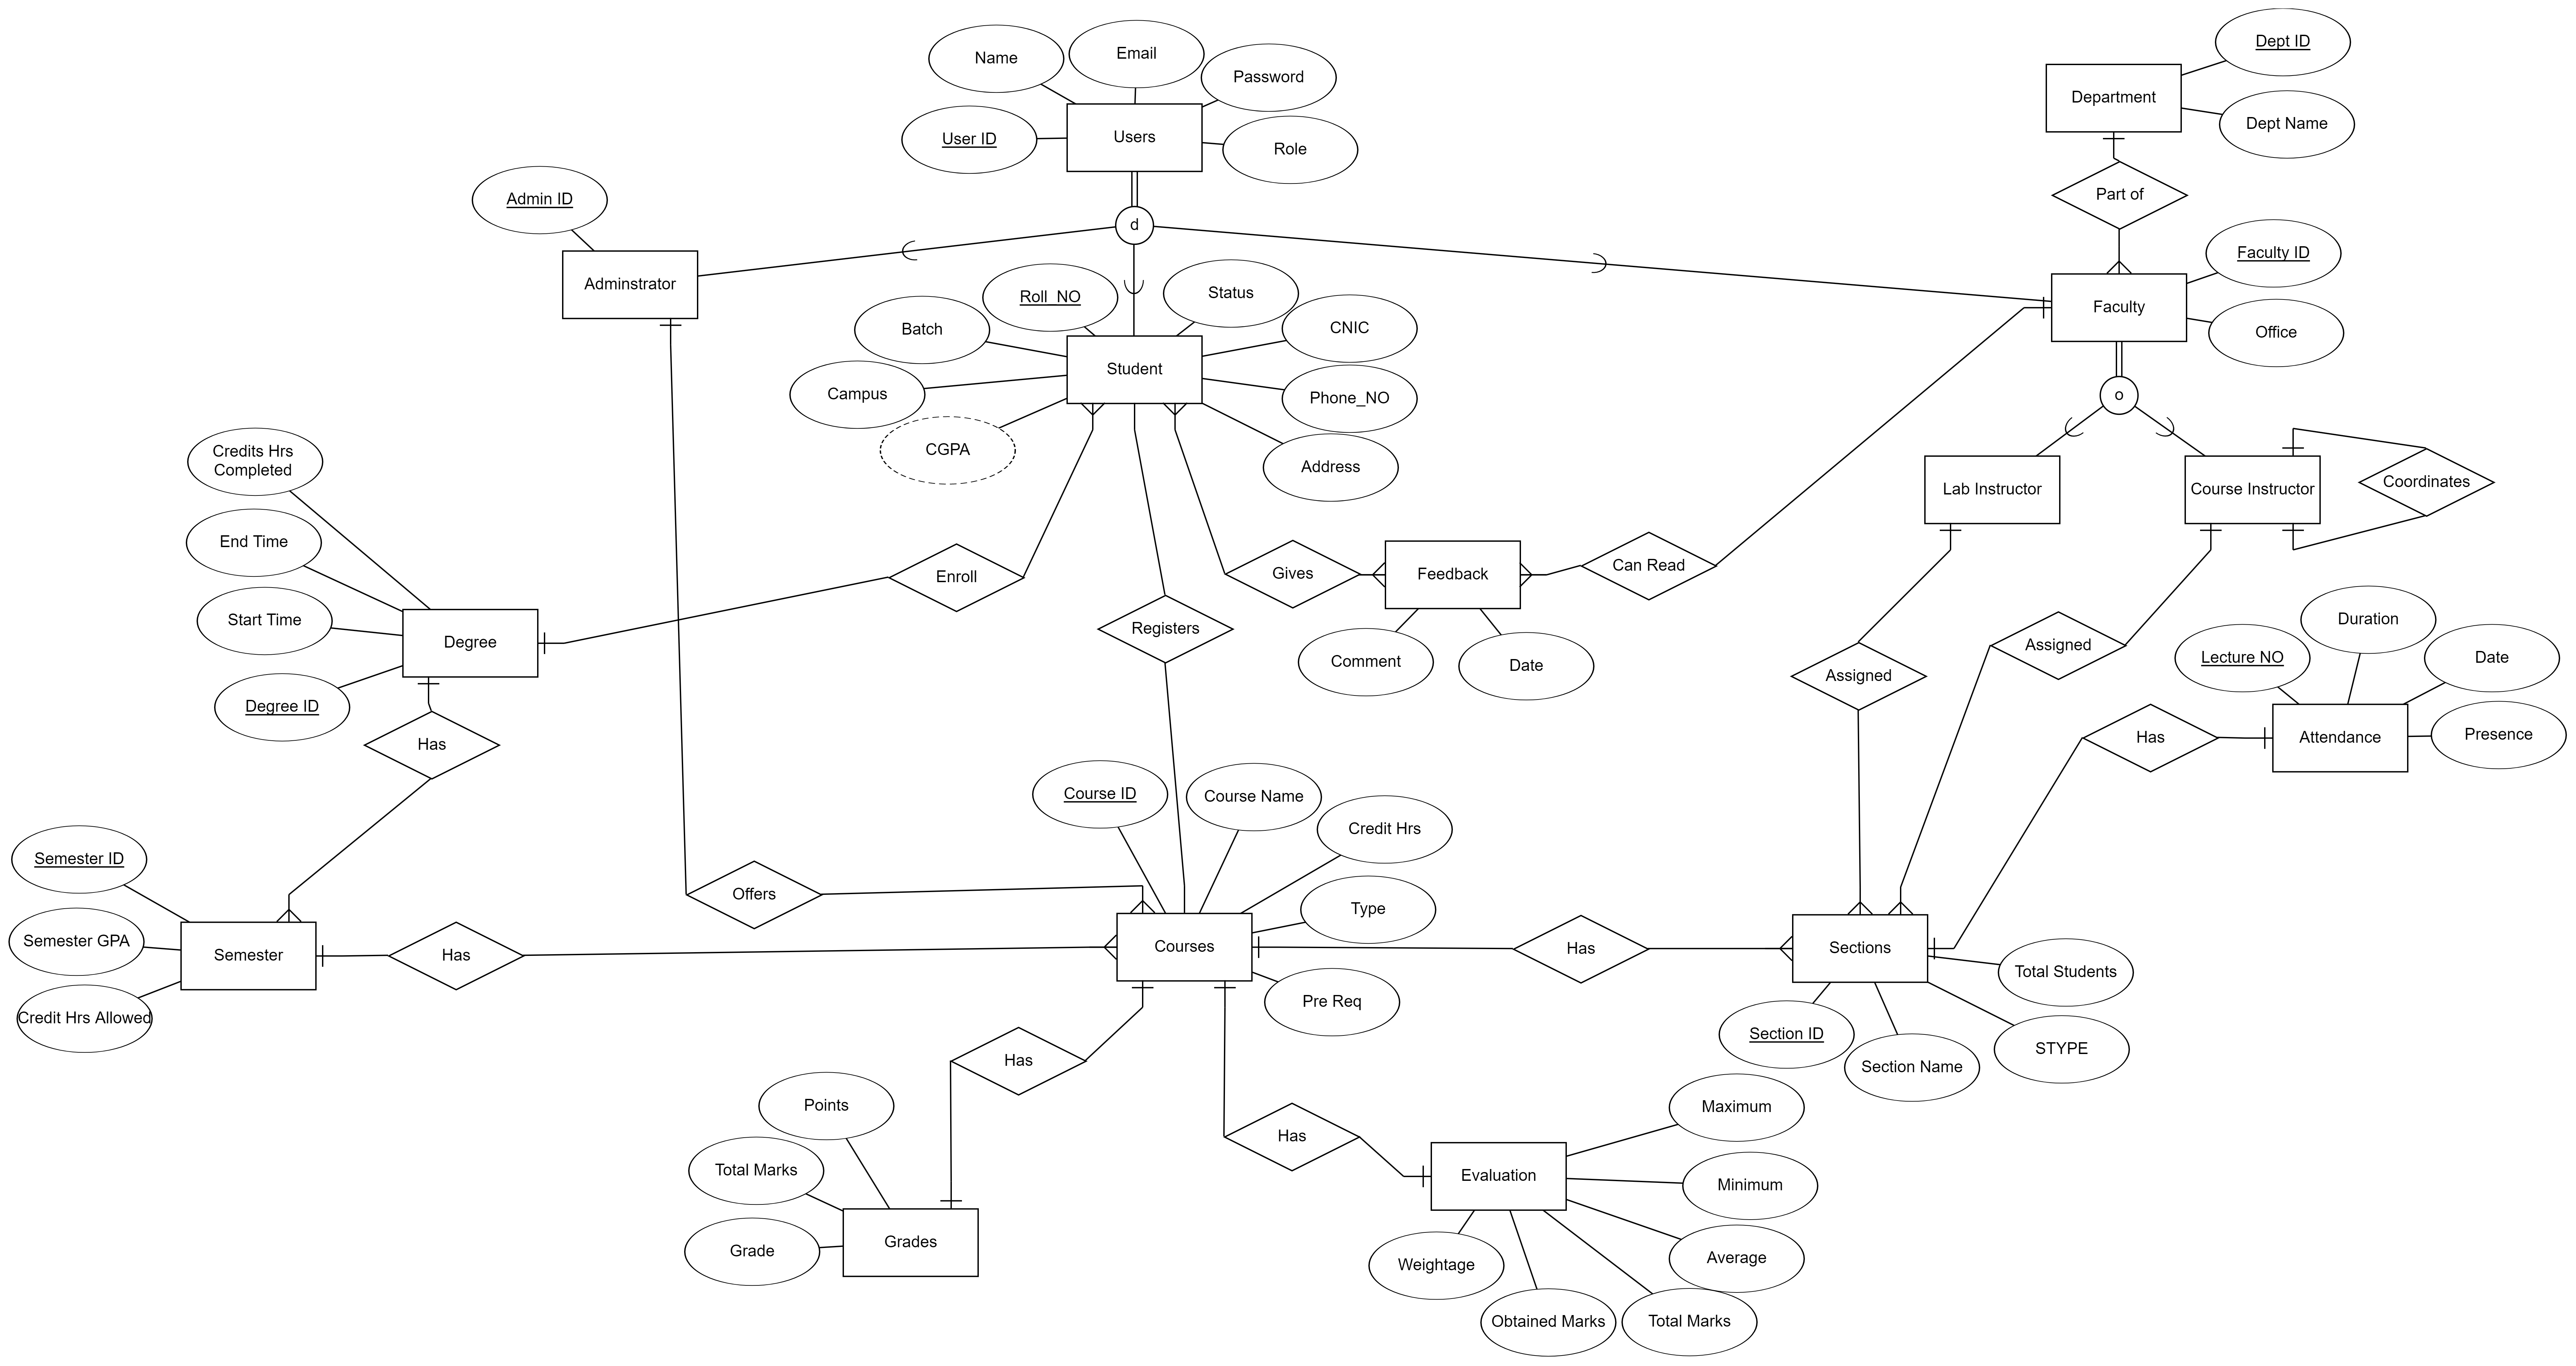 Name
Email
Password
User ID
Users
Role
Dept ID
Department
Dept Name
Part of
Admin ID
d
Adminstrator
Faculty ID
Faculty
Office
Roll_NO
Status
Batch
CNIC
Student
Campus
Phone_NO
CGPA
Address
o
Lab Instructor
Course Instructor
Coordinates
Credits Hrs
Completed
End Time
Start Time
Degree
Degree ID
Enroll
Registers
Gives
Feedback
Can Read
Comment
Date
Assigned
Assigned
Lecture NO
Duration
Date
Has
Attendance
Presence
Has
Semester ID
Semester GPA
Semester
Credit Hrs Allowed
Has
Offers
Course ID
Course Name
Credit Hrs
Type
Courses
Pre Req
Has
Sections
Total Students
Section ID
Section Name
STYPE
Has
Points
Total Marks
Grade
Grades
Has
Evaluation
Maximum
Minimum
Average
Weightage
Obtained Marks
Total Marks